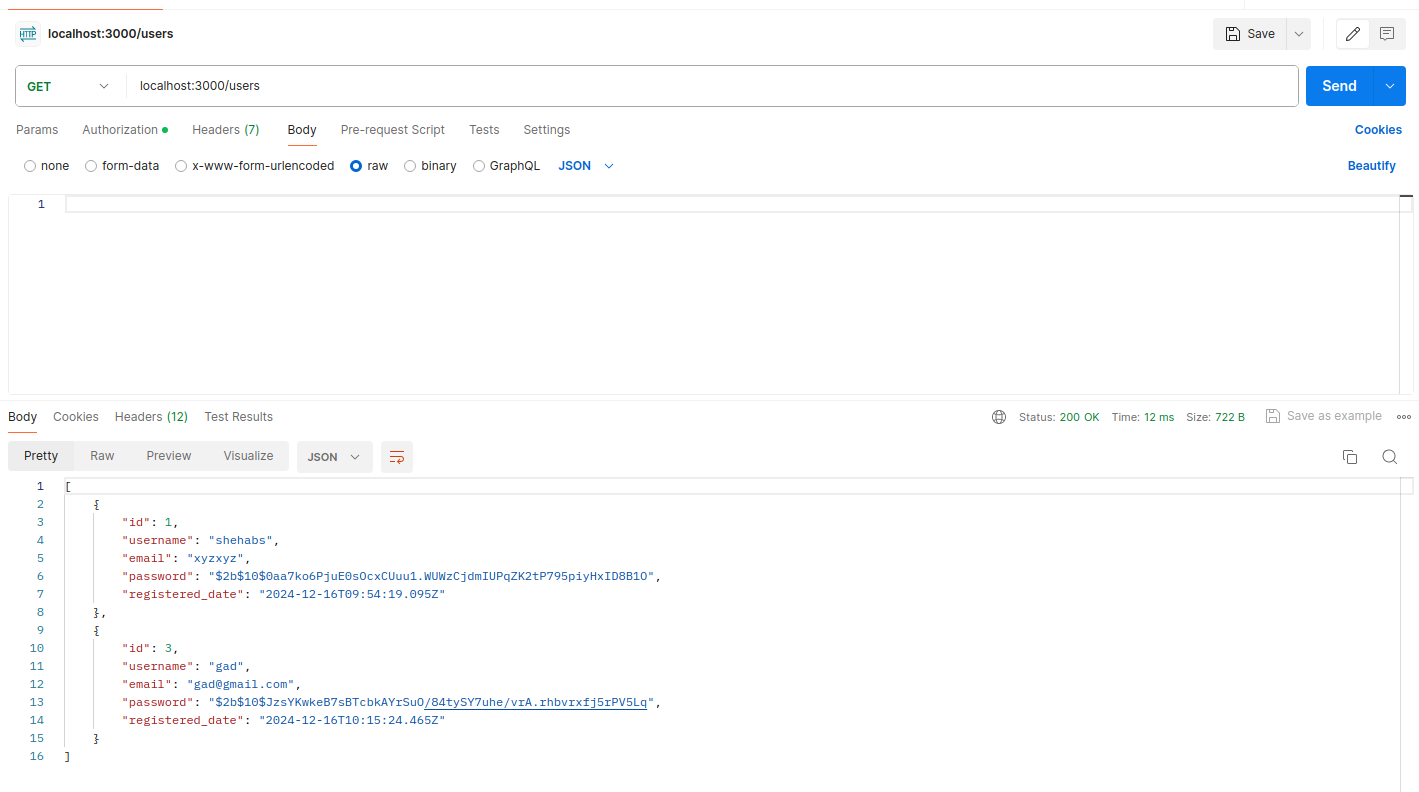 HTTP localhost:3000/users Save
GET localhost:3000/users Send
Params Authorization Headers (7) Body Pre-request Script Tests Settings Cookies
none form-data x-www-form-urlencoded raw binary GraphQL JSON Beautify
1
Body Cookies Headers (12) Test Results Status: 200 OK Time: 12 ms Size: 722 B Save as example
Pretty Raw Preview Visualize JSON
1 [
2 {
3 "id": 1,
4 "username": "shehabs",
5 "email": "xyzxyz",
6 "password": "$2b$10$0aa7ko6PjuE0sOcxCUuu1.WUWzCjdmIUPqZK2tP795piyHxID8B1O",
7 "registered_date": "2024-12-16T09:54:19.095Z"
8 },
9 {
10 "id": 3,
11 "username": "gad",
12 "email": "gad@gmail.com",
13 "password": "$2b$10$JzsYKwkeB7sBTcbkAYrSuO/84tySY7uhe/vrA.rhbvrxfj5rPV5Lq",
14 "registered_date": "2024-12-16T10:15:24.465Z"
15 }
16 ]